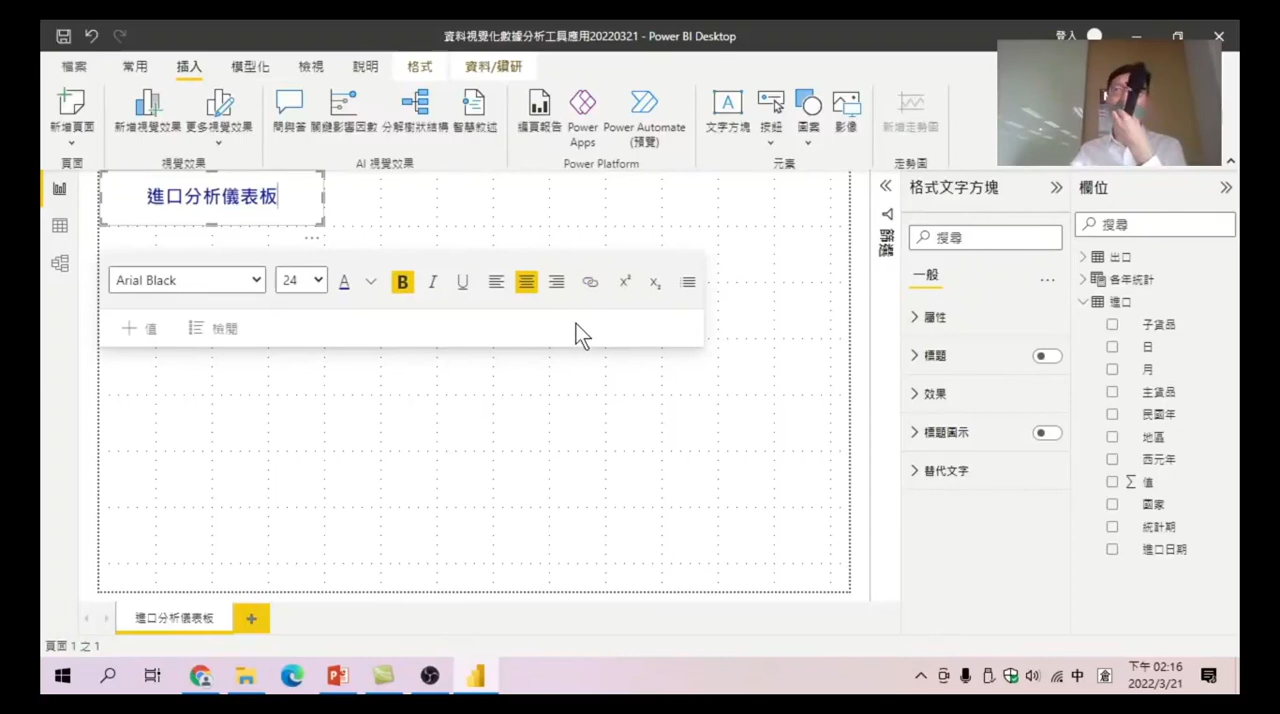 資料視覺化數據分析工具應用20220321 - Power BI Desktop
登入
檔案 常用 插入 模型化 檢視 說明 格式 資料/鑽研
新增頁面 新增視覺效果 更多視覺效果 問與答 關鍵影響因數 分解樹狀結構 智慧敘述 編頁報告 Power Apps Power Automate (預覽) 文字方塊 按鈕 圖案 影像 新增走勢圖
頁面 視覺效果 AI 視覺效果 Power Platform 元素 走勢圖
進口分析儀表板
Arial Black 24 A B I U x² x₂
值 檢閱
篩選
格式文字方塊
搜尋
一般
屬性
標題
效果
標題圖示
替代文字
欄位
搜尋
出口
各年統計
進口
子貨品
日
月
主貨品
民國年
地區
西元年
Σ 值
國家
統計期
進口日期
進口分析儀表板
頁面 1 之 1
中 倉 下午 02:16
2022/3/21